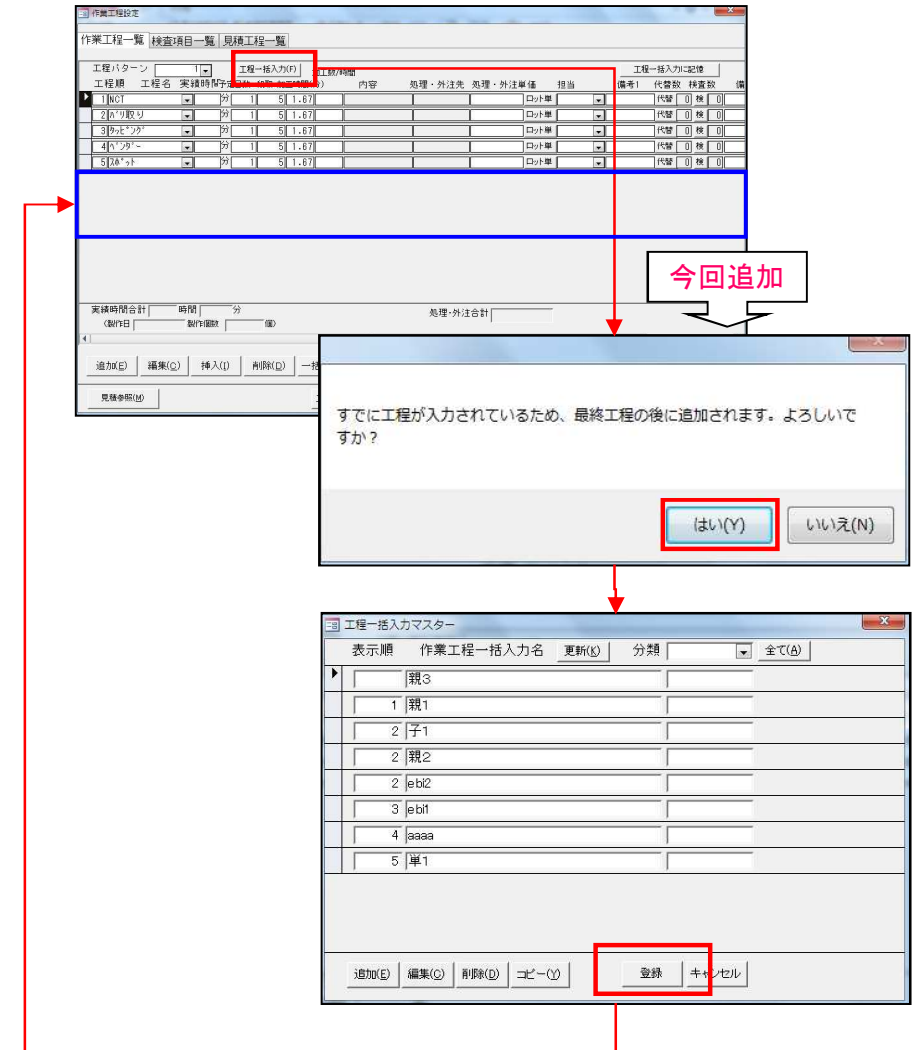 作業工程設定
作業工程一覧 検査項目一覧 見積工程一覧
工程パターン 1 工程一括入力(F) 工程一括入力に記憶
工程順 工程名 実績時間 内容 処理・外注先 処理・外注単価 担当 備考1 代替数 検査数 備
1 NCT 分 1 5 1.67 ロット単 代替 0 検 0
2 バリ取り 分 1 5 1.67 ロット単 代替 0 検 0
3 タッピング 分 1 5 1.67 ロット単 代替 0 検 0
4 ベンダー 分 1 5 1.67 ロット単 代替 0 検 0
5 スポット 分 1 5 1.67 ロット単 代替 0 検 0
今回追加
実績時間合計 時間 分 処理・外注合計
(製作日 製作個数 個)
追加(E) 編集(C) 挿入(I) 削除(D) 一括
見積参照(M)
すでに工程が入力されているため、最終工程の後に追加されます。よろしいで
すか？
はい(Y) いいえ(N)
工程一括入力マスター
表示順 作業工程一括入力名 更新(K) 分類 全て(A)
親3
1 親1
2 子1
2 親2
2 ebi2
3 ebi1
4 aaaa
5 単1
追加(E) 編集(C) 削除(D) コピー(Y) 登録 キャンセル